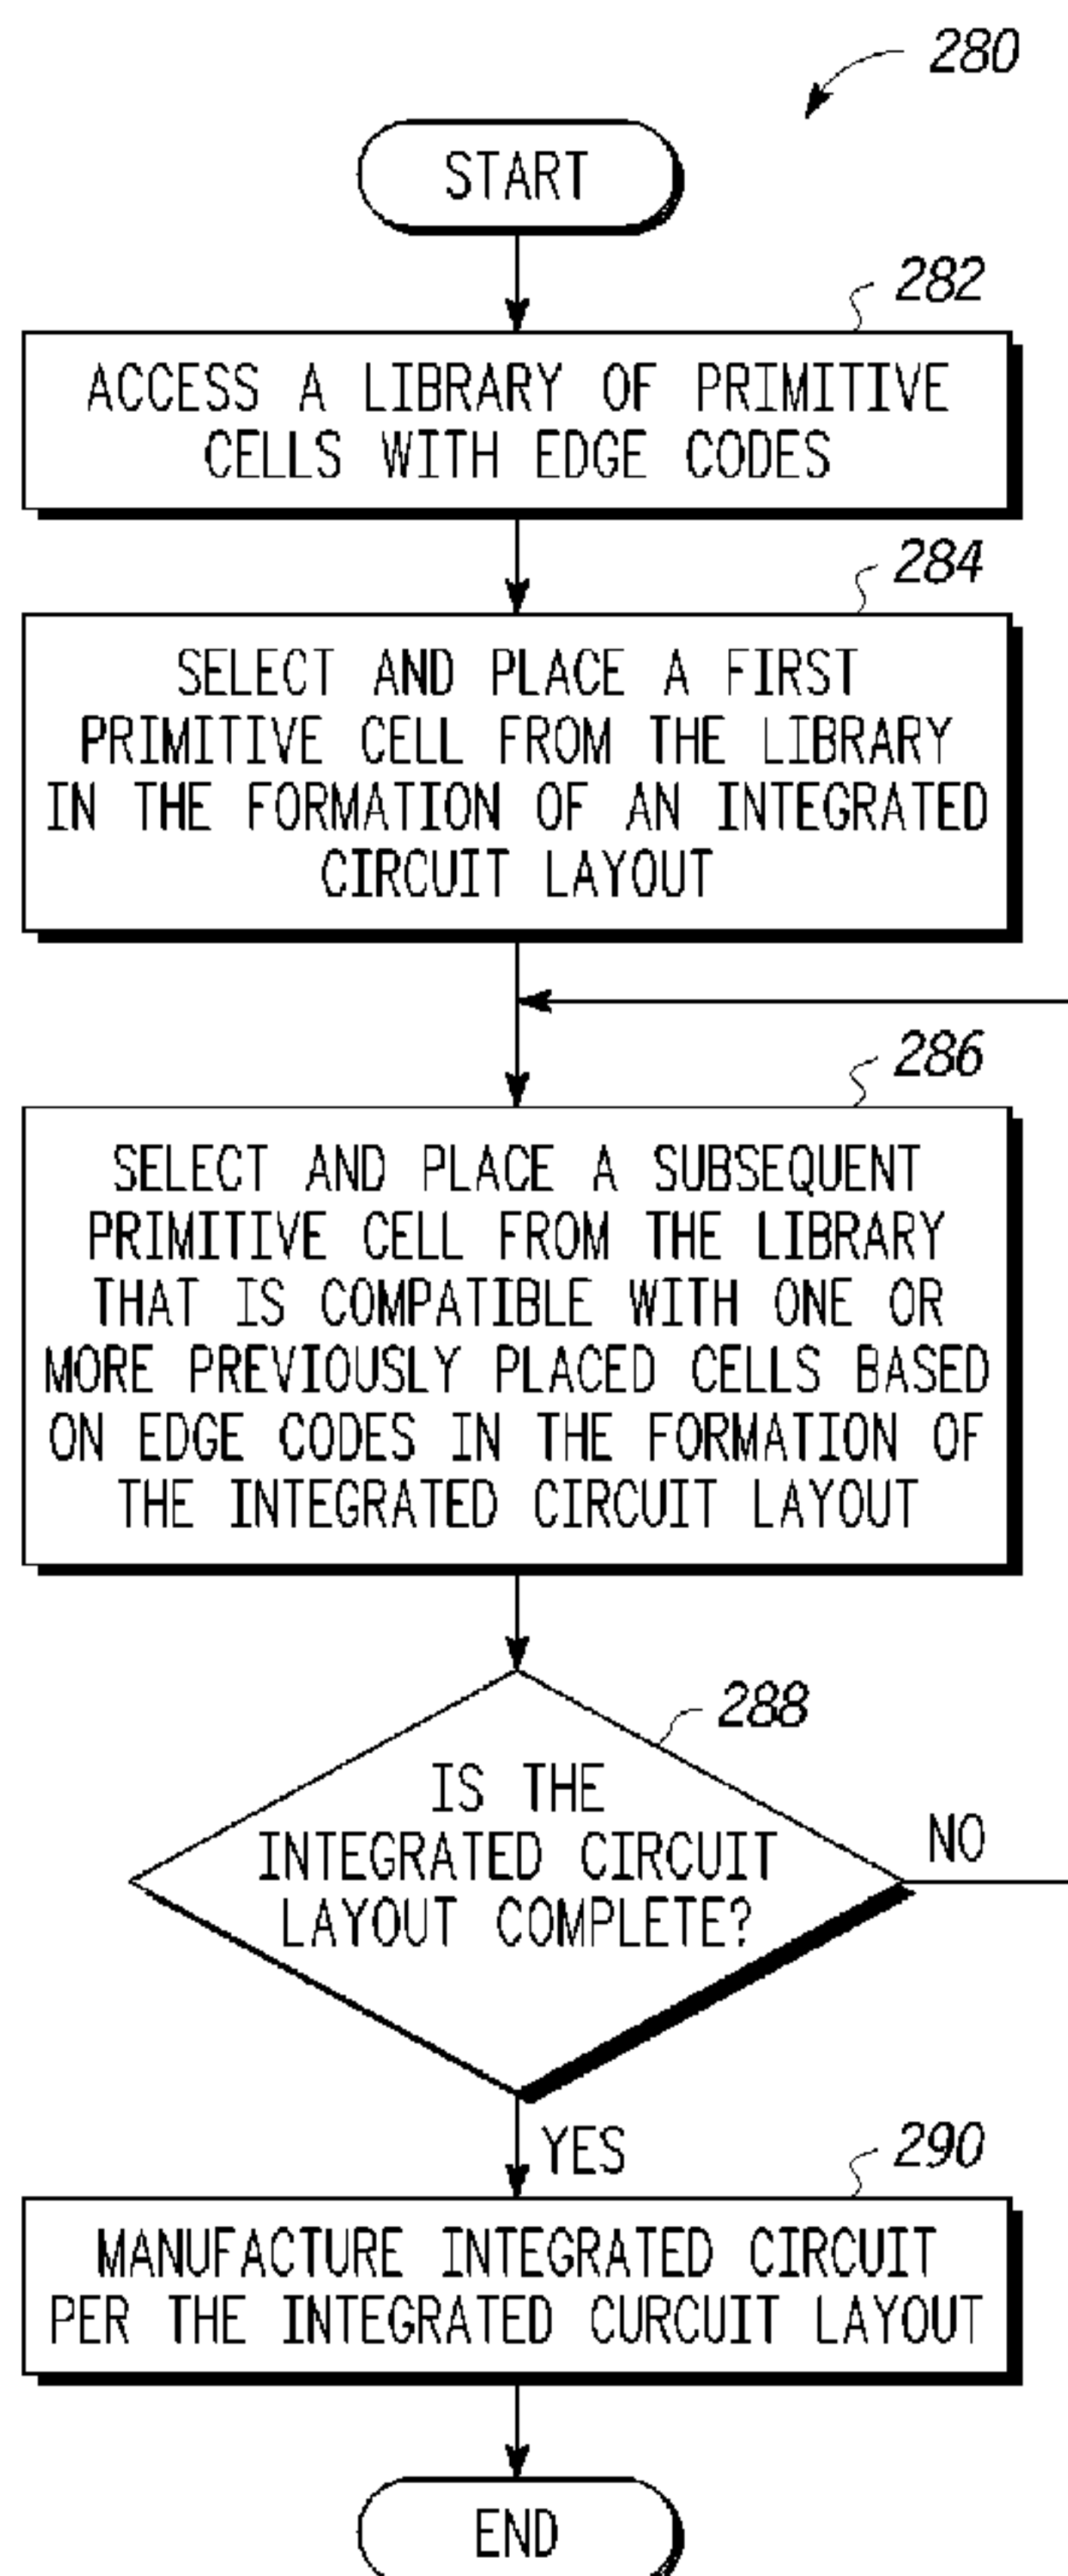 280
START
282
ACCESS A LIBRARY OF PRIMITIVE
CELLS WITH EDGE CODES
284
SELECT AND PLACE A FIRST
PRIMITIVE CELL FROM THE LIBRARY
IN THE FORMATION OF AN INTEGRATED
CIRCUIT LAYOUT
286
SELECT AND PLACE A SUBSEQUENT
PRIMITIVE CELL FROM THE LIBRARY
THAT IS COMPATIBLE WITH ONE OR
MORE PREVIOUSLY PLACED CELLS BASED
ON EDGE CODES IN THE FORMATION OF
THE INTEGRATED CIRCUIT LAYOUT
288
IS THE
INTEGRATED CIRCUIT
LAYOUT COMPLETE?
NO
YES
290
MANUFACTURE INTEGRATED CIRCUIT
PER THE INTEGRATED CURCUIT LAYOUT
END